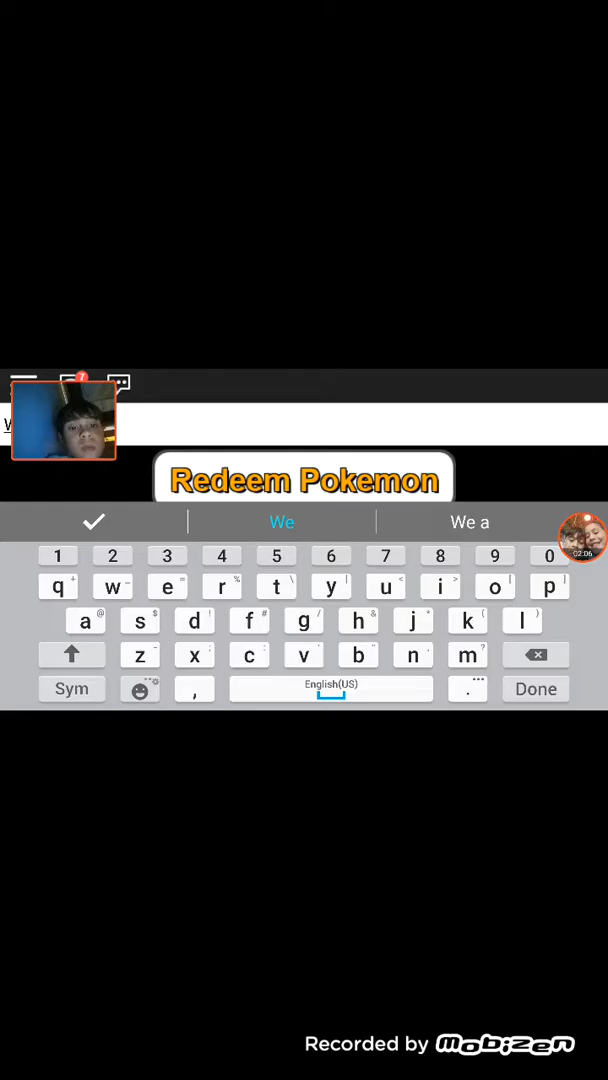 7
W
Redeem Pokemon
We We a
02:06
1 2 3 4 5 6 7 8 9 0
q + w - e = r % t \ y | u < i > o [ p ]
a @ s $ d ! f # g / h & j * k ( l )
z - x : c ; v , b " n . m ?
Sym , English(US) . Done
Recorded by mobizen